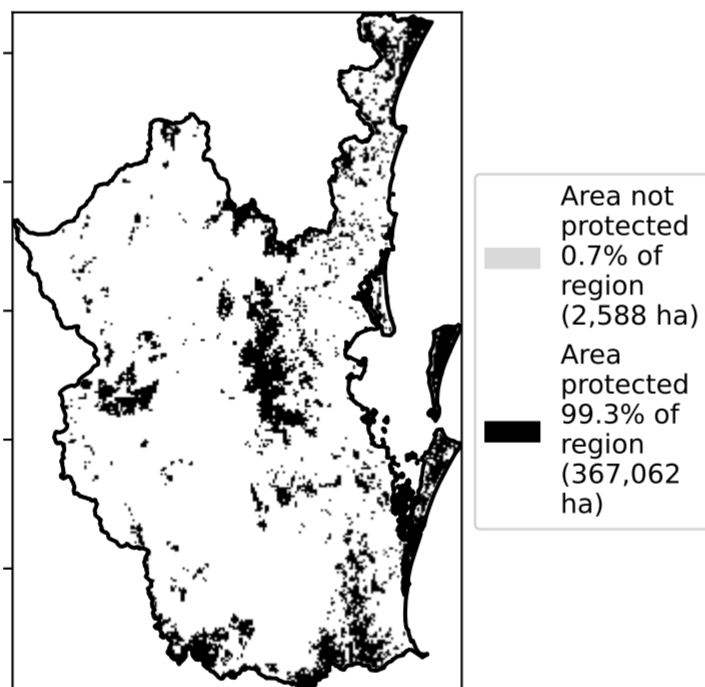 Area not
protected
0.7% of
region
(2,588 ha)
Area
protected
99.3% of
region
(367,062
ha)